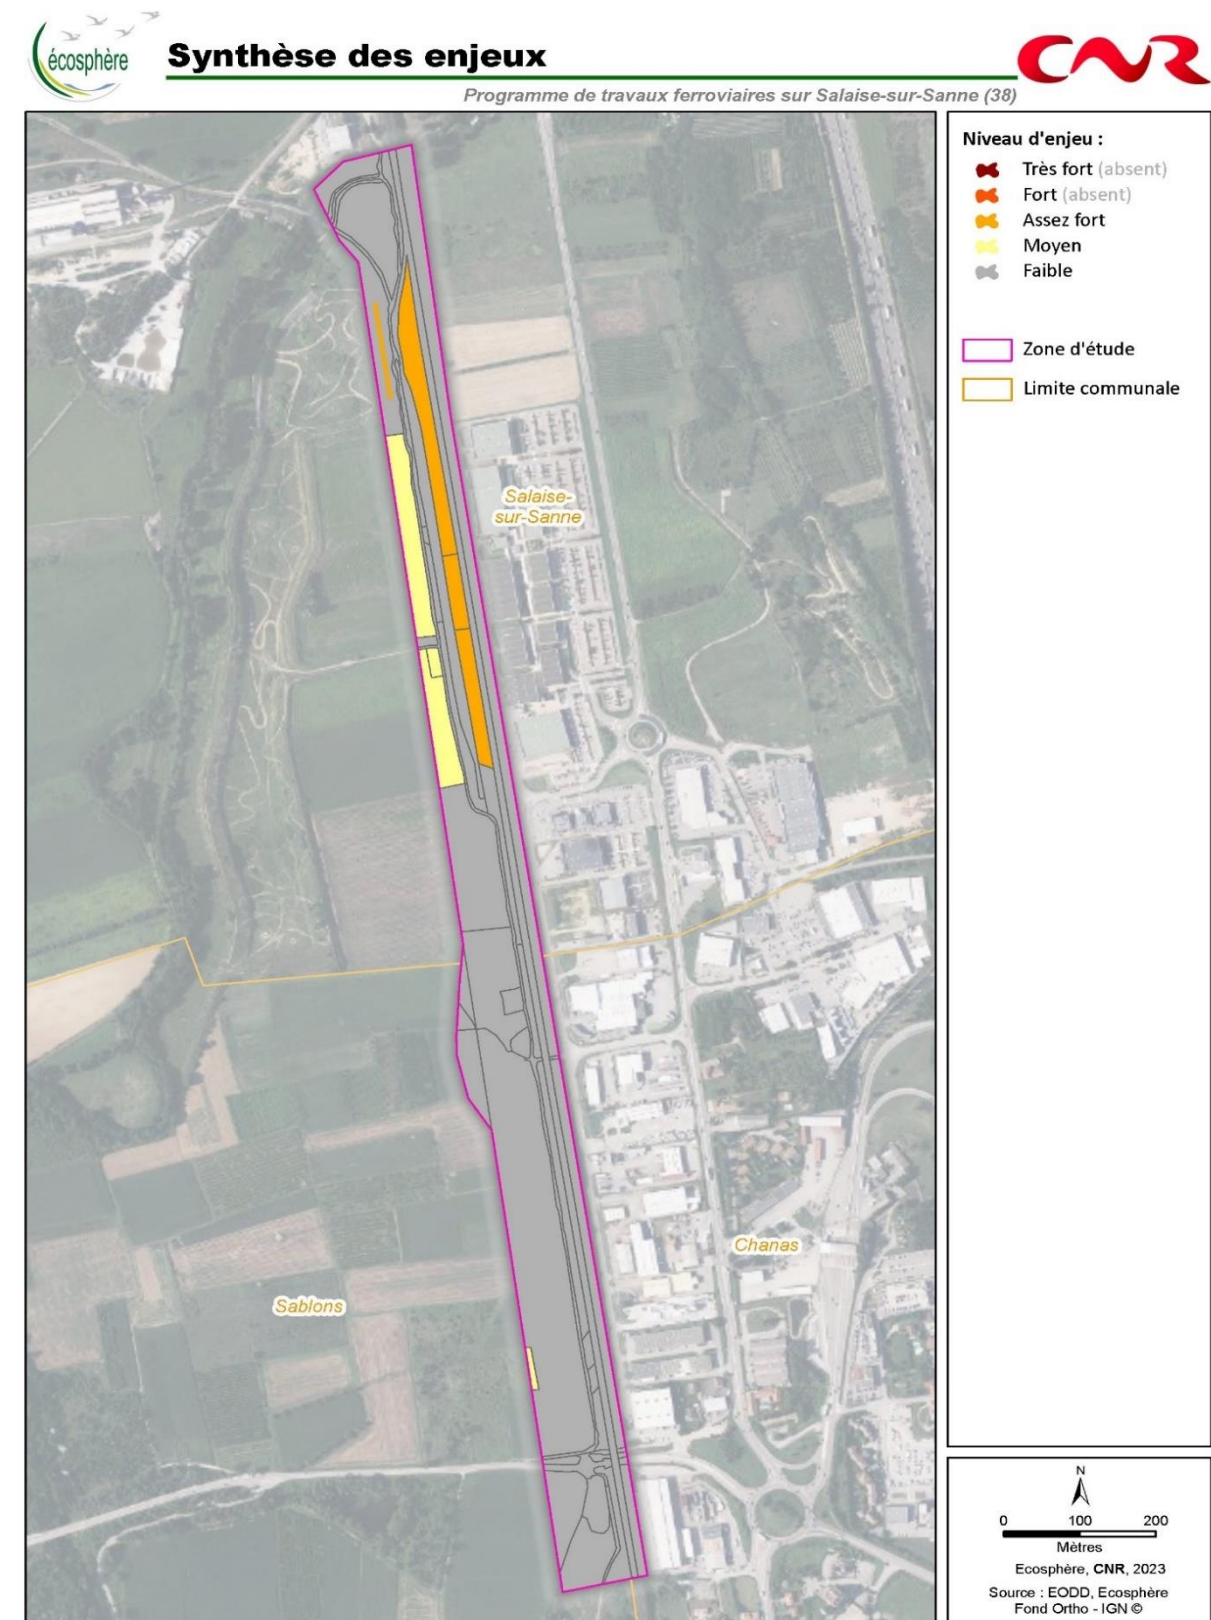 écosphère
Synthèse des enjeux
CNR
Programme de travaux ferroviaires sur Salaise-sur-Sanne (38)
Niveau d'enjeu :
Très fort (absent)
Fort (absent)
Assez fort
Moyen
Faible
Zone d'étude
Limite communale
Salaise-
sur-Sanne
Chanas
Sablons
N
0 100 200
Mètres
Ecosphère, CNR, 2023
Source : EODD, Ecosphère
Fond Ortho - IGN ©